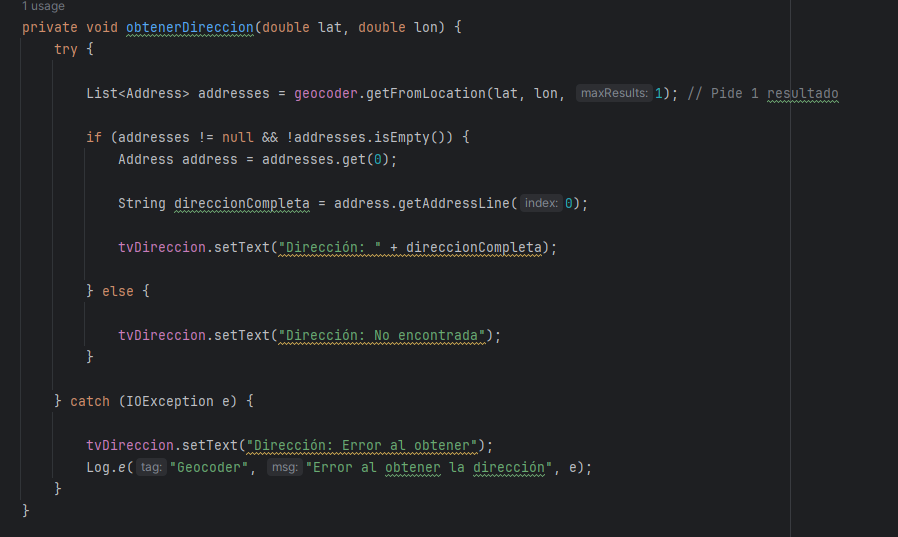 1 usage
private void obtenerDireccion(double lat, double lon) {
try {
List<Address> addresses = geocoder.getFromLocation(lat, lon, maxResults: 1); // Pide 1 resultado
if (addresses != null && !addresses.isEmpty()) {
Address address = addresses.get(0);
String direccionCompleta = address.getAddressLine( index: 0);
tvDireccion.setText("Dirección: " + direccionCompleta);
} else {
tvDireccion.setText("Dirección: No encontrada");
}
} catch (IOException e) {
tvDireccion.setText("Dirección: Error al obtener");
Log.e( tag: "Geocoder", msg: "Error al obtener la dirección", e);
}
}